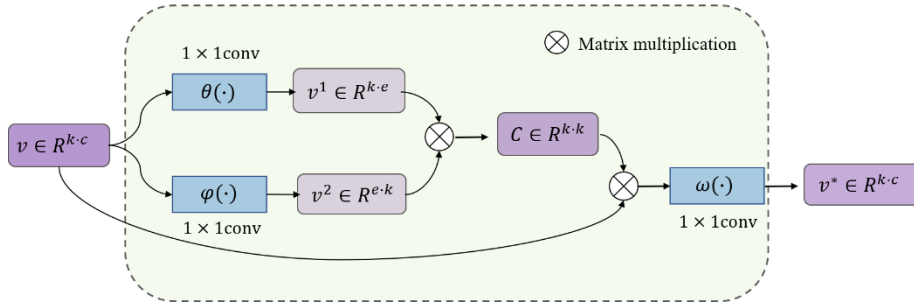 1 × 1conv
⊗ Matrix multiplication
θ(·)
v¹ ∈ R^{k·e}
v ∈ R^{k·c}
C ∈ R^{k·k}
φ(·)
v² ∈ R^{e·k}
1 × 1conv
ω(·)
1 × 1conv
v* ∈ R^{k·c}